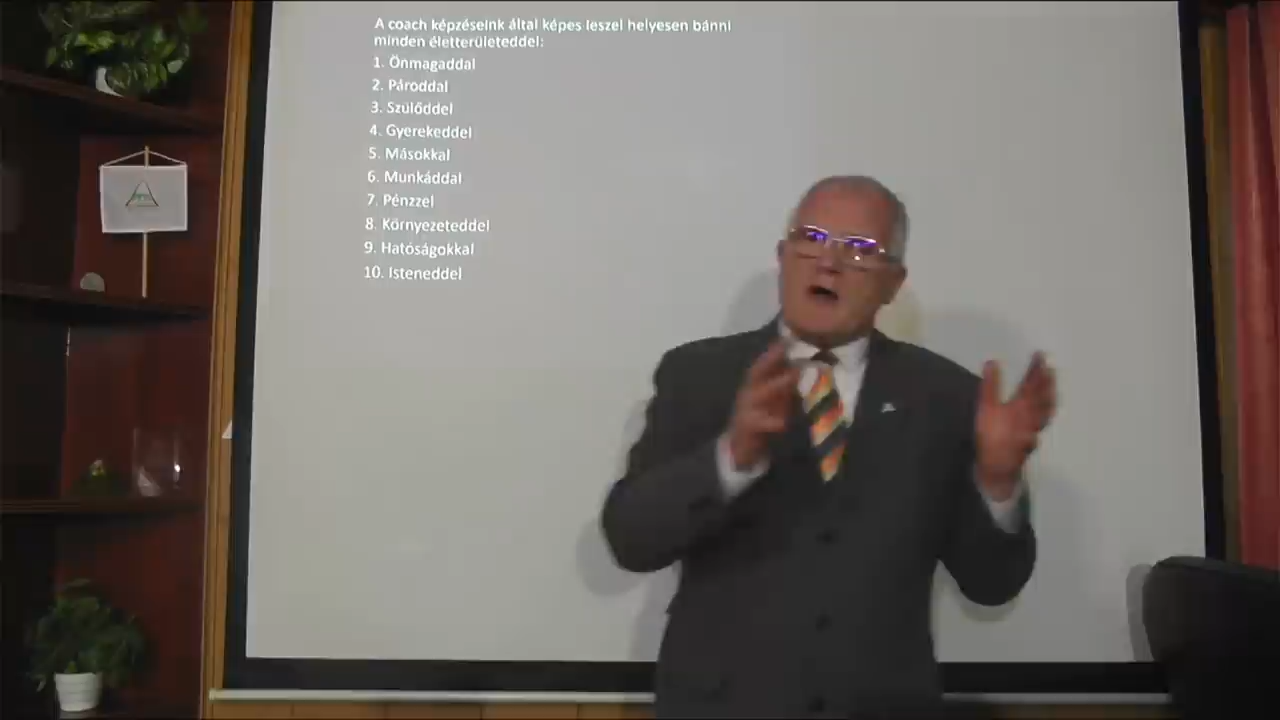 A coach képzéseink által képes leszel helyesen bánni
minden életterületeddel:
1. Önmagaddal
2. Pároddal
3. Szülőddel
4. Gyerekeddel
5. Másokkal
6. Munkáddal
7. Pénzzel
8. Környezeteddel
9. Hatóságokkal
10. Isteneddel